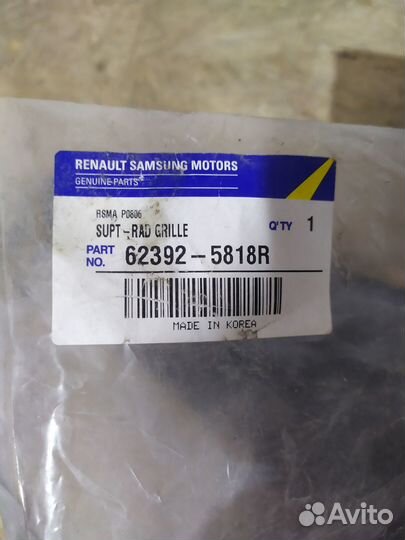 RENAULT SAMSUNG MOTORS
GENUINE PARTS
RSMA P0806
SUPT-RAD GRILLE
Q'TY 1
PART NO. 62392-5818R
MADE IN KOREA
Avito